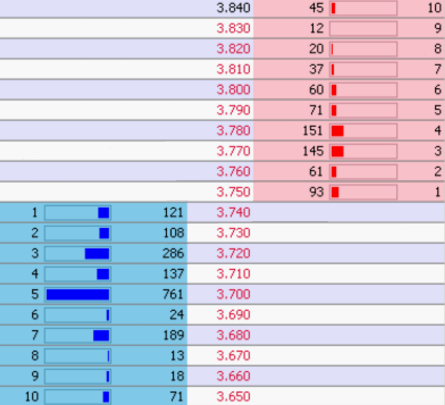 3.840 45 10
3.830 12 9
3.820 20 8
3.810 37 7
3.800 60 6
3.790 71 5
3.780 151 4
3.770 145 3
3.760 61 2
3.750 93 1
1 121 3.740
2 108 3.730
3 286 3.720
4 137 3.710
5 761 3.700
6 24 3.690
7 189 3.680
8 13 3.670
9 18 3.660
10 71 3.650